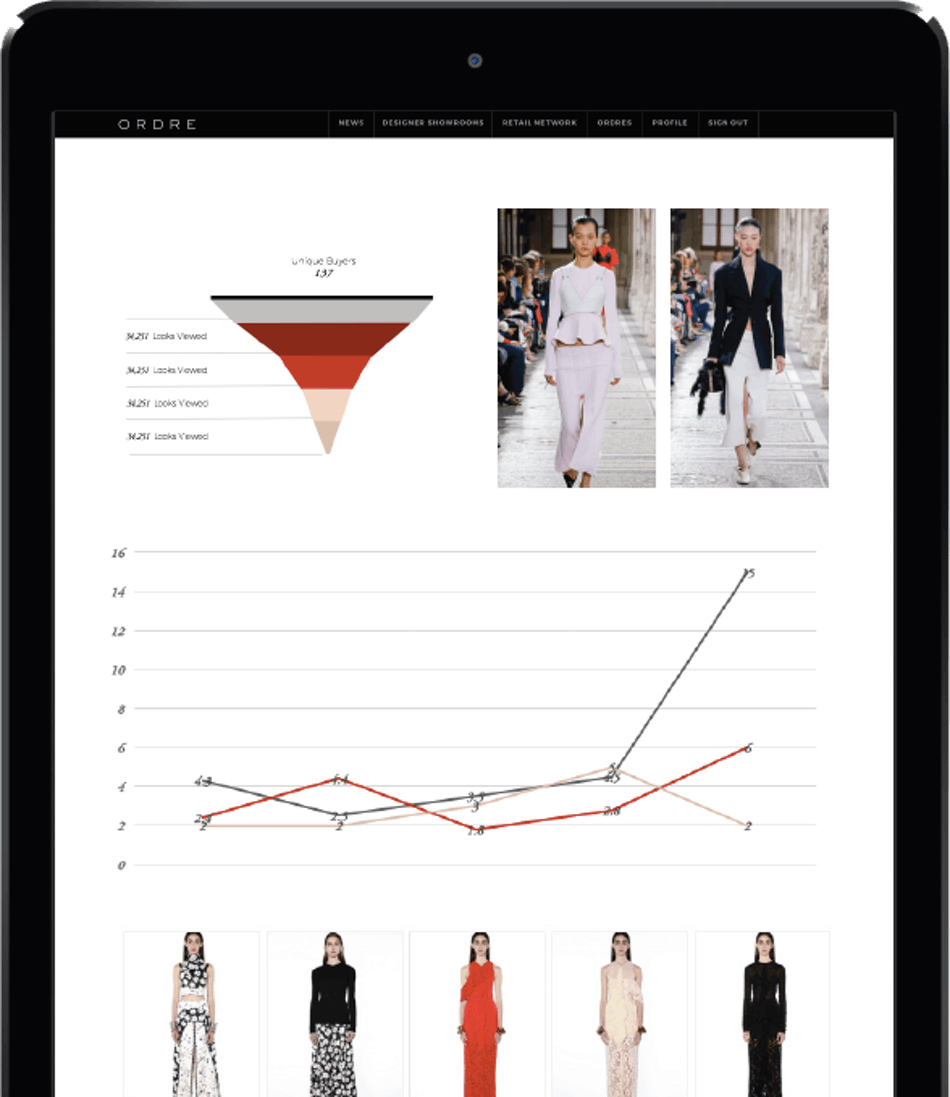 ORDRE
NEWS
DESIGNER SHOWROOMS
RETAIL NETWORK
ORDRES
PROFILE
SIGN OUT
Unique Buyers
137
34,251 Looks Viewed
34,251 Looks Viewed
34,251 Looks Viewed
34,251 Looks Viewed
16
14
12
10
8
6
4
2
0
4.3
2.4
2
4.4
2.5
2
3.5
3
1.8
5
4.5
2.8
15
6
2